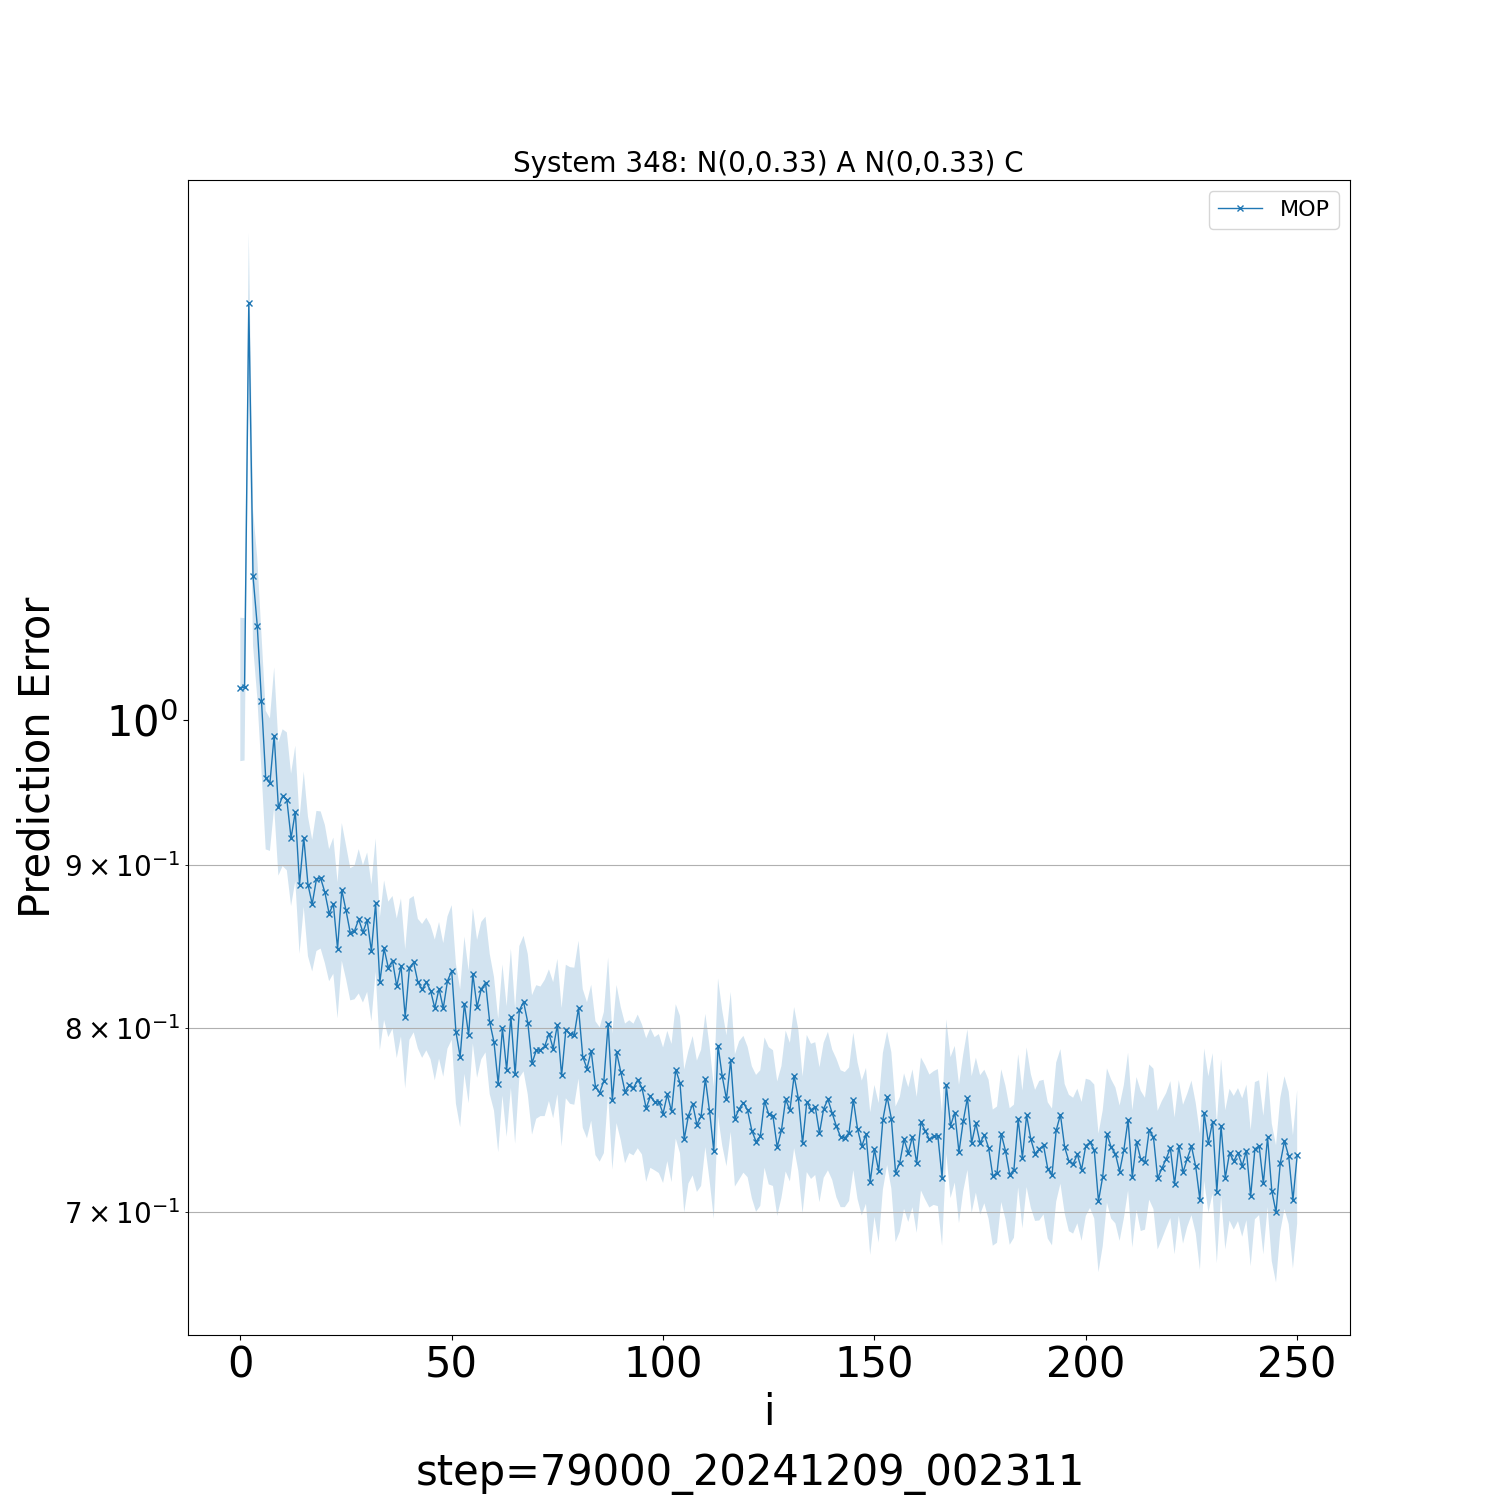 System 348: N(0,0.33) A N(0,0.33) C
MOP
Prediction Error
10⁰
9 × 10⁻¹
8 × 10⁻¹
7 × 10⁻¹
0 50 100 150 200 250
i
step=79000_20241209_002311